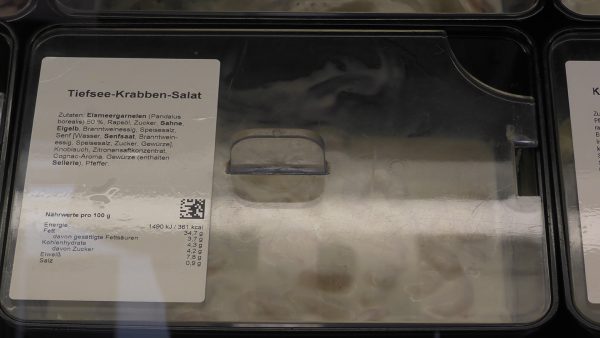 Tiefsee-Krabben-Salat
Zutaten: Eismeergarnelen (Pandalus
borealis) 50 %, Rapsöl, Zucker, Sahne
Eigelb, Branntweinessig, Speisesalz,
Senf [Wasser, Senfsaat, Branntwein-
essig, Speisesalz, Zucker, Gewürze],
Knoblauch, Zitronensaftkonzentrat,
Cognac-Aroma, Gewürze (enthalten
Sellerie), Pfeffer.
Nährwerte pro 100 g
Energie 1490 kJ / 361 kcal
Fett 34,7 g
davon gesättigte Fettsäuren 3,7 g
Kohlenhydrate 4,3 g
davon Zucker 4,2 g
Eiweiß 7,8 g
Salz 0,9 g